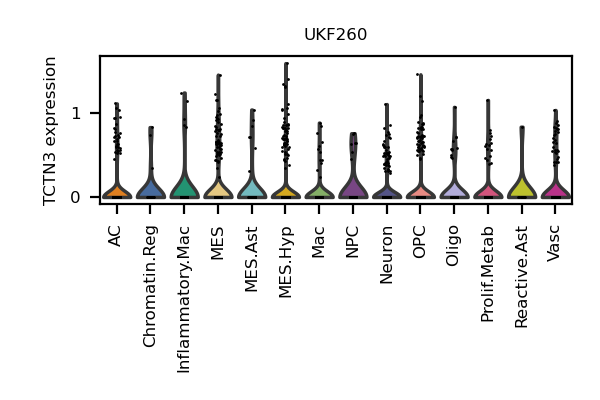 UKF260
TCTN3 expression
1
0
AC
Chromatin.Reg
Inflammatory.Mac
MES
MES.Ast
MES.Hyp
Mac
NPC
Neuron
OPC
Oligo
Prolif.Metab
Reactive.Ast
Vasc